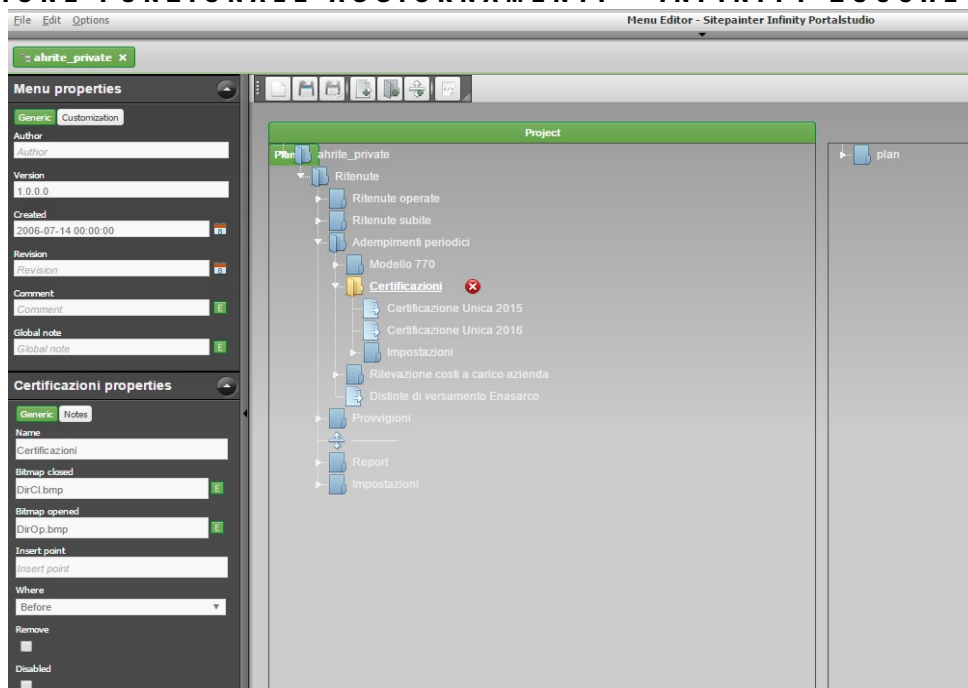 File Edit Options
Menu Editor - Sitepainter Infinity Portalstudio
ahrite_private ×
Menu properties
Generic Customization
Author
Author
Version
1.0.0.0
Created
2006-07-14 00:00:00
Revision
Revision
Comment
Comment
E
Global note
Global note
E
Certificazioni properties
Generic Notes
Name
Certificazioni
Bitmap closed
DirCl.bmp
E
Bitmap opened
DirOp.bmp
E
Insert point
Insert point
Where
Before
Remove
Disabled
Project
ahrite_private
Ritenute
Ritenute operate
Ritenute subite
Adempimenti periodici
Modello 770
Certificazioni
Certificazione Unica 2015
Certificazione Unica 2016
Impostazioni
Rilevazione costi a carico azienda
Distinte di versamento Enasarco
Provvigioni
Report
Impostazioni
plan